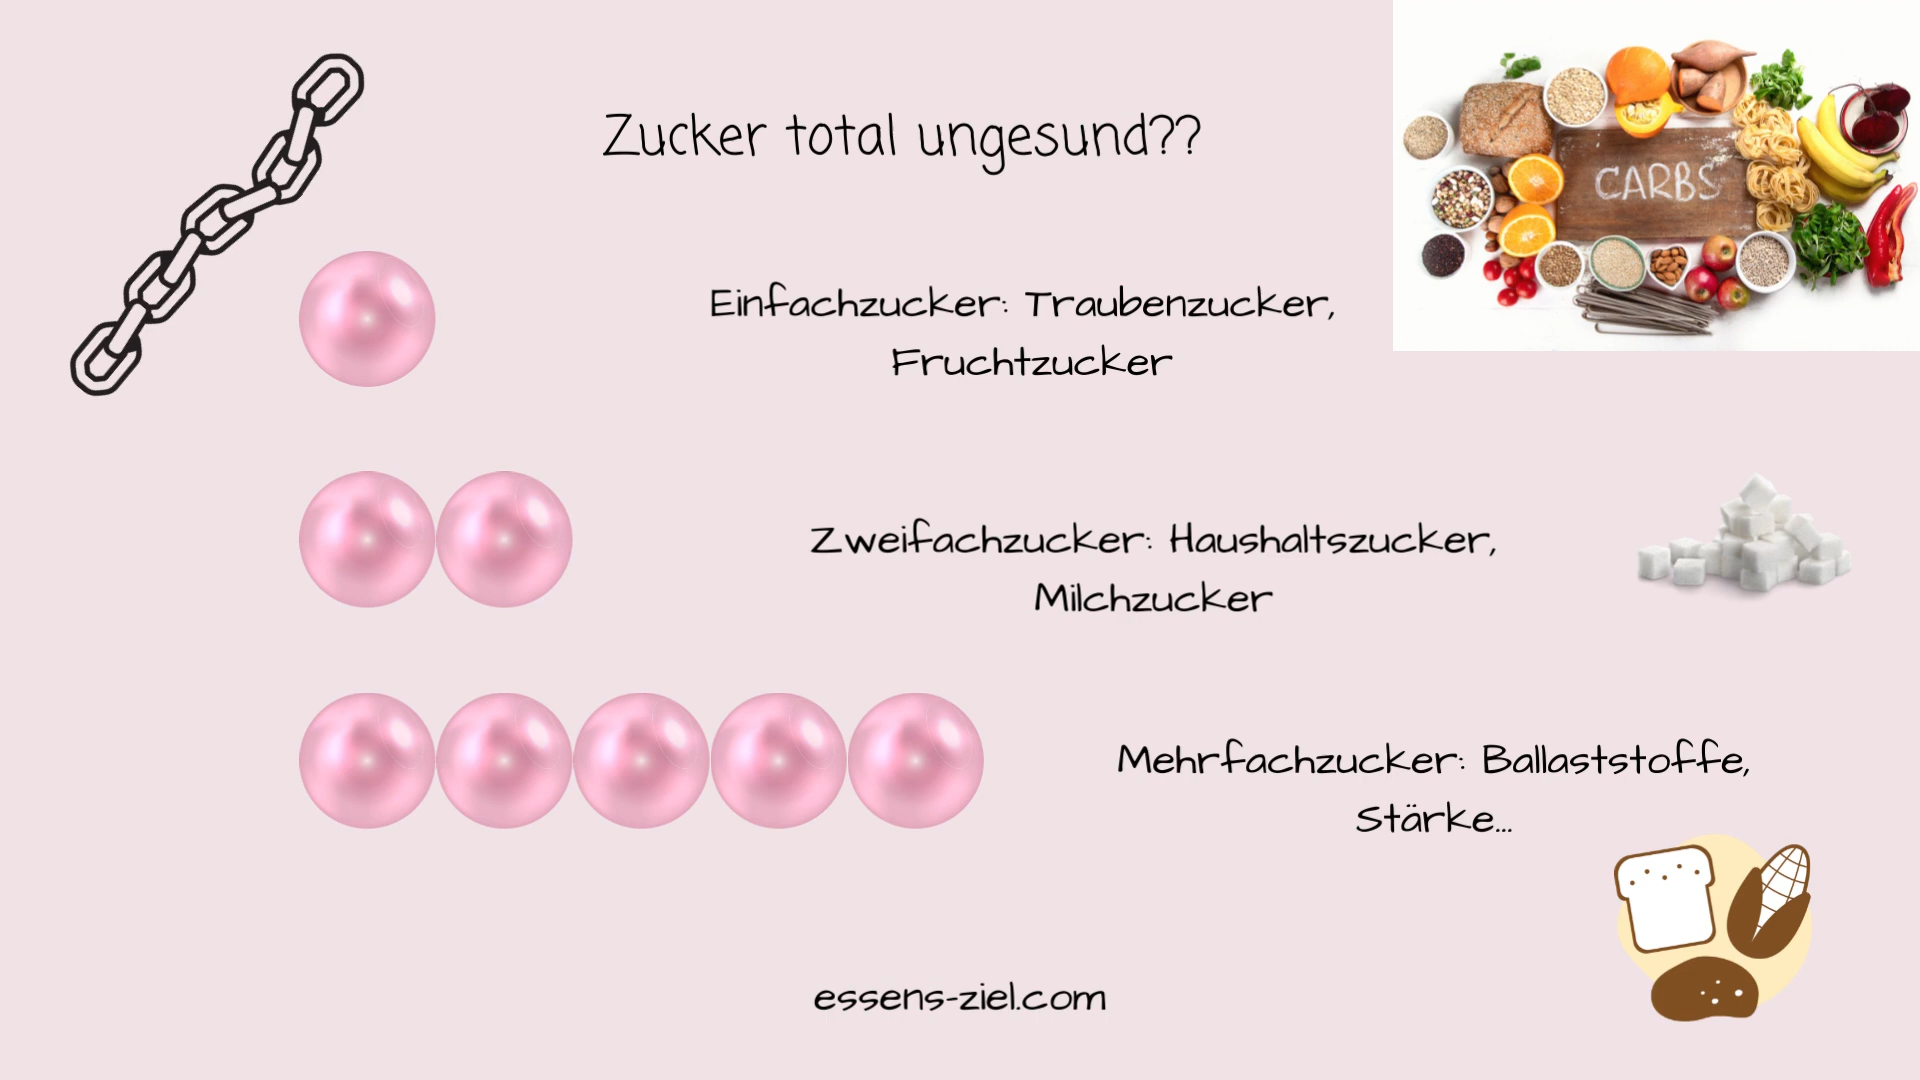 Zucker total ungesund??
CARBS
Einfachzucker: Traubenzucker,
Fruchtzucker
Zweifachzucker: Haushaltszucker,
Milchzucker
Mehrfachzucker: Ballaststoffe,
Stärke...
essens-ziel.com